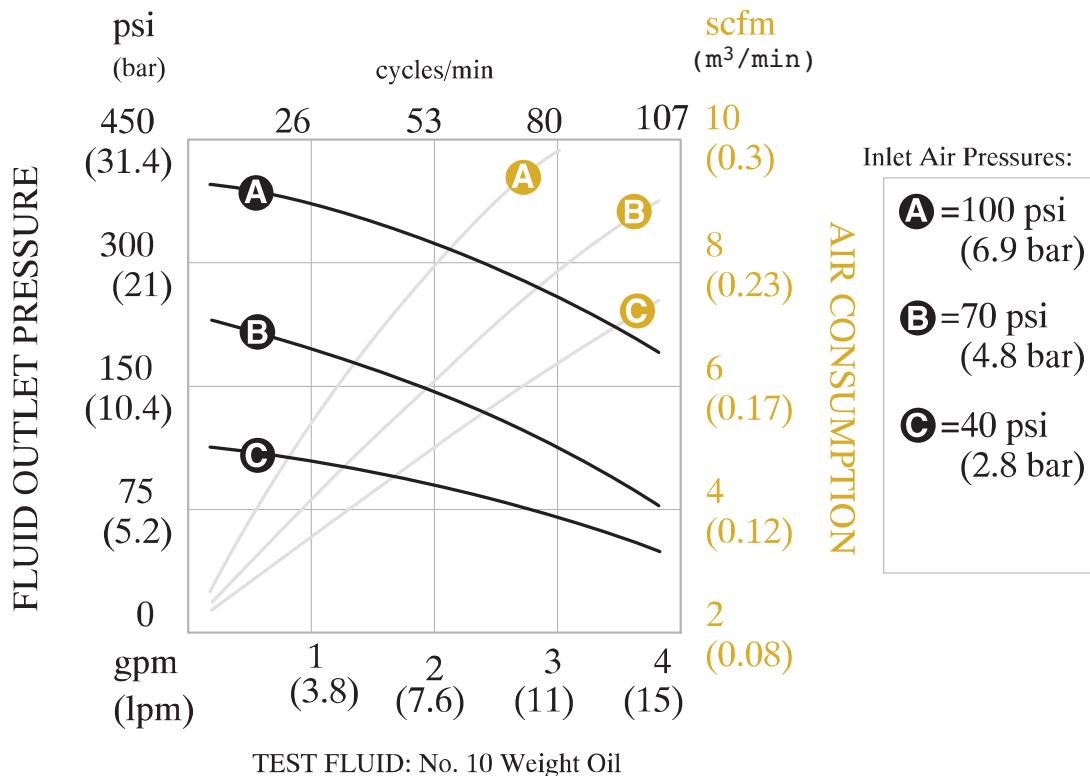 psi
(bar)
cycles/min
scfm
(m³/min)
26 53 80 107
450
(31.4)
300
(21)
150
(10.4)
75
(5.2)
0
FLUID OUTLET PRESSURE
A
B
C
A
B
C
10
(0.3)
8
(0.23)
6
(0.17)
4
(0.12)
2
(0.08)
AIR CONSUMPTION
Inlet Air Pressures:
A =100 psi
(6.9 bar)
B =70 psi
(4.8 bar)
C =40 psi
(2.8 bar)
gpm 1 2 3 4
(lpm) (3.8) (7.6) (11) (15)
TEST FLUID: No. 10 Weight Oil